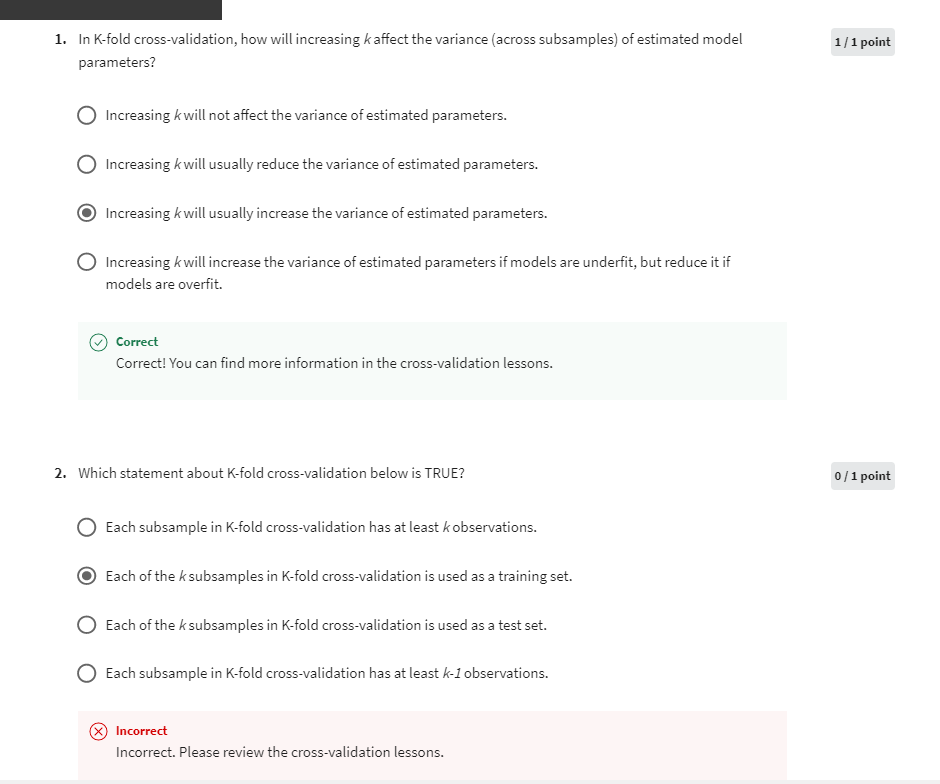 1. In K-fold cross-validation, how will increasing k affect the variance (across subsamples) of estimated model
parameters?
1 / 1 point
Increasing k will not affect the variance of estimated parameters.
Increasing k will usually reduce the variance of estimated parameters.
Increasing k will usually increase the variance of estimated parameters.
Increasing k will increase the variance of estimated parameters if models are underfit, but reduce it if
models are overfit.
Correct
Correct! You can find more information in the cross-validation lessons.
2. Which statement about K-fold cross-validation below is TRUE?
0 / 1 point
Each subsample in K-fold cross-validation has at least k observations.
Each of the k subsamples in K-fold cross-validation is used as a training set.
Each of the k subsamples in K-fold cross-validation is used as a test set.
Each subsample in K-fold cross-validation has at least k-1 observations.
Incorrect
Incorrect. Please review the cross-validation lessons.